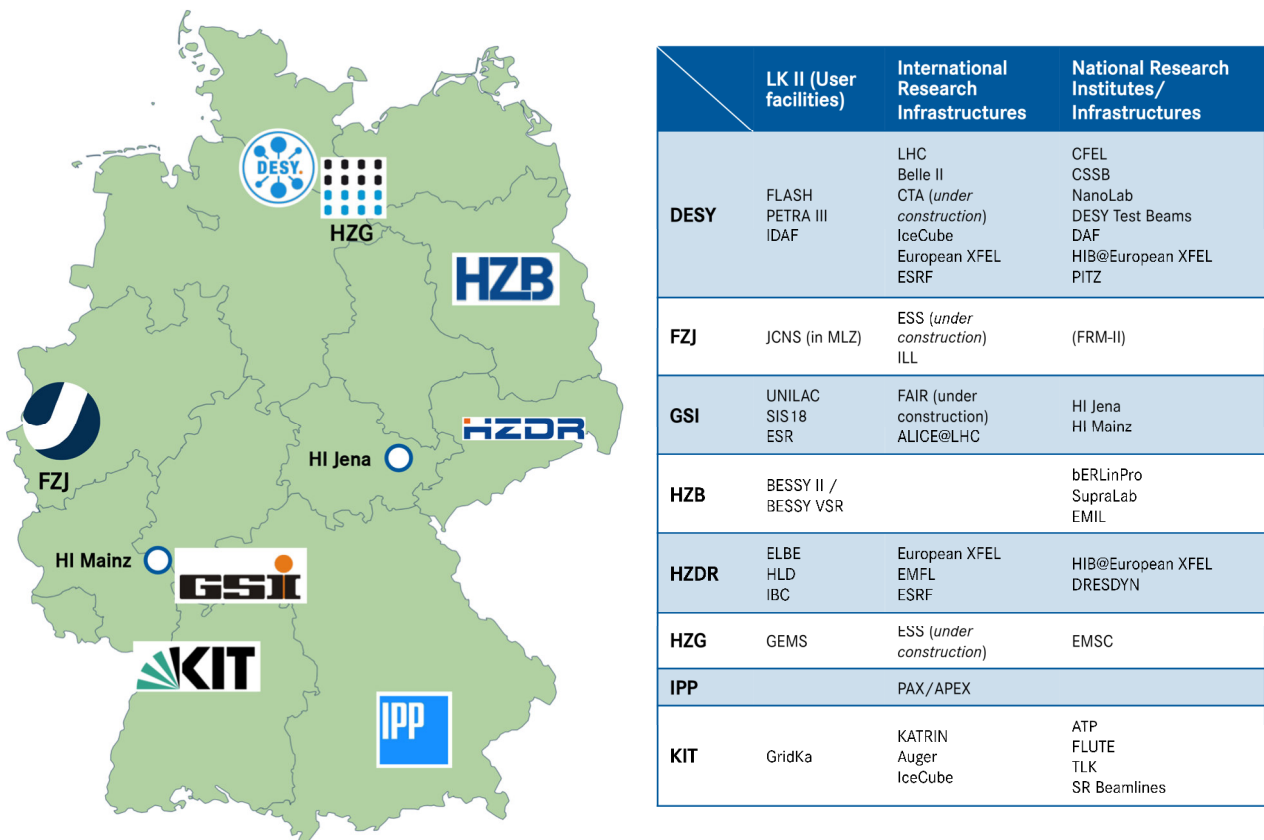 DESY.
HZG
HZB
FZJ
HZDR
HI Jena
HI Mainz
GSI
KIT
IPP
LK II (User
facilities)
International
Research
Infrastructures
National Research
Institutes/
Infrastructures
DESY
FLASH
PETRA III
IDAF
LHC
Belle II
CTA (under
construction)
IceCube
European XFEL
ESRF
CFEL
CSSB
NanoLab
DESY Test Beams
DAF
HIB@European XFEL
PITZ
FZJ
JCNS (in MLZ)
ESS (under
construction)
ILL
(FRM-II)
GSI
UNILAC
SIS18
ESR
FAIR (under
construction)
ALICE@LHC
HI Jena
HI Mainz
HZB
BESSY II /
BESSY VSR
bERLinPro
SupraLab
EMIL
HZDR
ELBE
HLD
IBC
European XFEL
EMFL
ESRF
HIB@European XFEL
DRESDYN
HZG
GEMS
ESS (under
construction)
EMSC
IPP
PAX/APEX
KIT
GridKa
KATRIN
Auger
IceCube
ATP
FLUTE
TLK
SR Beamlines